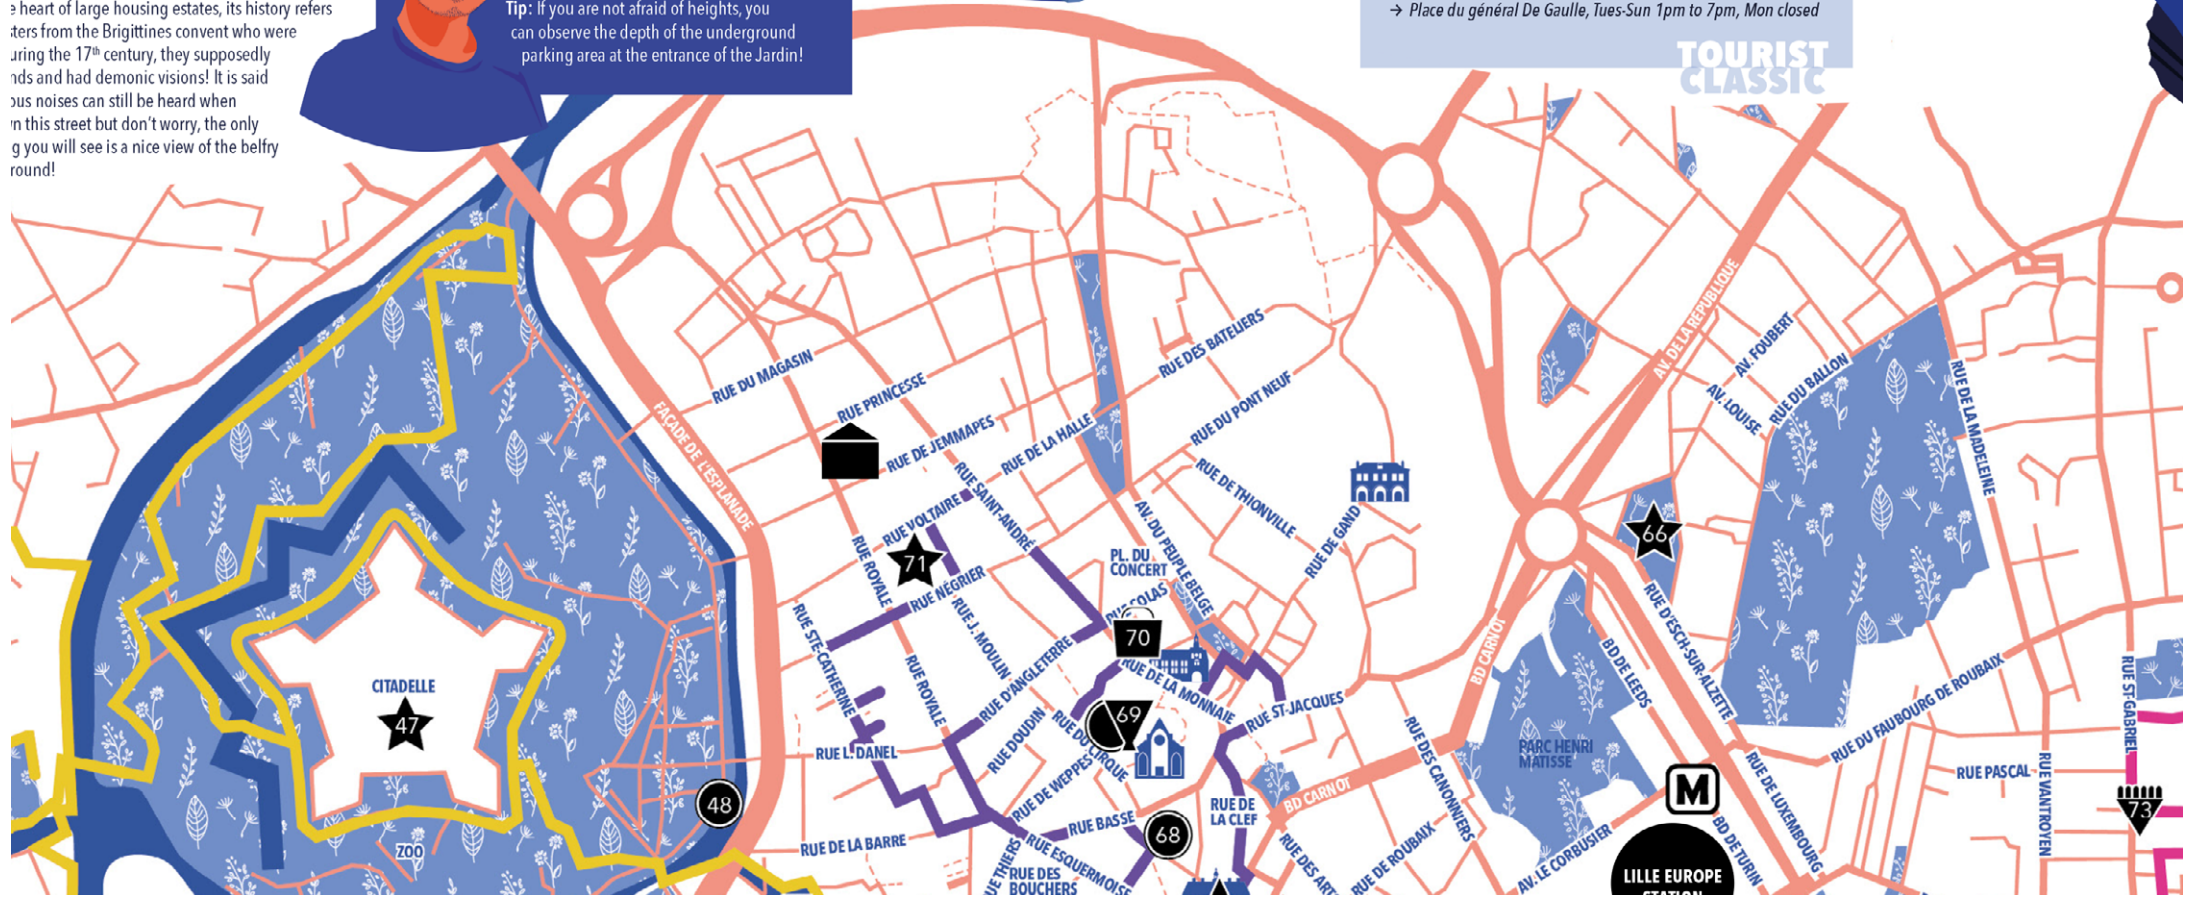 e heart of large housing estates, its history refers
sters from the Brigittines convent who were
uring the 17th century, they supposedly
nds and had demonic visions! It is said
ous noises can still be heard when
n this street but don't worry, the only
g you will see is a nice view of the belfry
round!
Tip: If you are not afraid of heights, you
can observe the depth of the underground
parking area at the entrance of the Jardin!
→ Place du général De Gaulle, Tues-Sun 1pm to 7pm, Mon closed
TOURIST
CLASSIC
RUE DU MAGASIN
RUE PRINCESSE
RUE DE JEMMAPES
RUE DE LA HALLE
RUE DES BATELIERS
RUE DU PONT NEUF
FAÇADE DE L'ESPLANADE
RUE VOLTAIRE
RUE SAINT-ANDRÉ
RUE DE THIONVILLE
RUE DE GAND
AV. DU PEUPLE BELGE
PL. DU
CONCERT
AV. DE LA RÉPUBLIQUE
AV. FOUBERT
AV. LOUISE
RUE DU BALLON
RUE DE LA MADELEINE
66
71
RUE ROYALE
RUE NÉGRIER
RUE J. MOULIN
RUE COLAS
70
RUE STE-CATHERINE
RUE ROYALE
RUE D'ANGLETERRE
RUE DE LA MONNAIE
RUE ST-JACQUES
BD CARNOT
BD DE LEEDS
RUE D'ESCH-SUR-ALZETTE
RUE DU FAUBOURG DE ROUBAIX
RUE ST-GABRIEL
CITADELLE
47
69
RUE L. DANEL
RUE DOUDIN
RUE DU CIRQUE
RUE DE WEPPES
RUE DES CANONNIERS
PARC HENRI
MATISSE
M
RUE DE LUXEMBOURG
RUE PASCAL
RUE VANTROYEN
73
48
RUE DE LA BARRE
RUE BASSE
68
RUE DE
LA CLEF
BD CARNOT
RUE DES ART
RUE DE ROUBAIX
AV. LE CORBUSIER
BD DE TURIN
ZOO
UE THIERS
RUE ESQUERMOISE
RUE DES
BOUCHERS
LILLE EUROPE
STATION